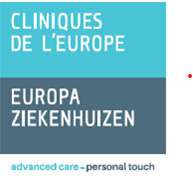 CLINIQUES
DE L'EUROPE
EUROPA
ZIEKENHUIZEN
advanced care – personal touch